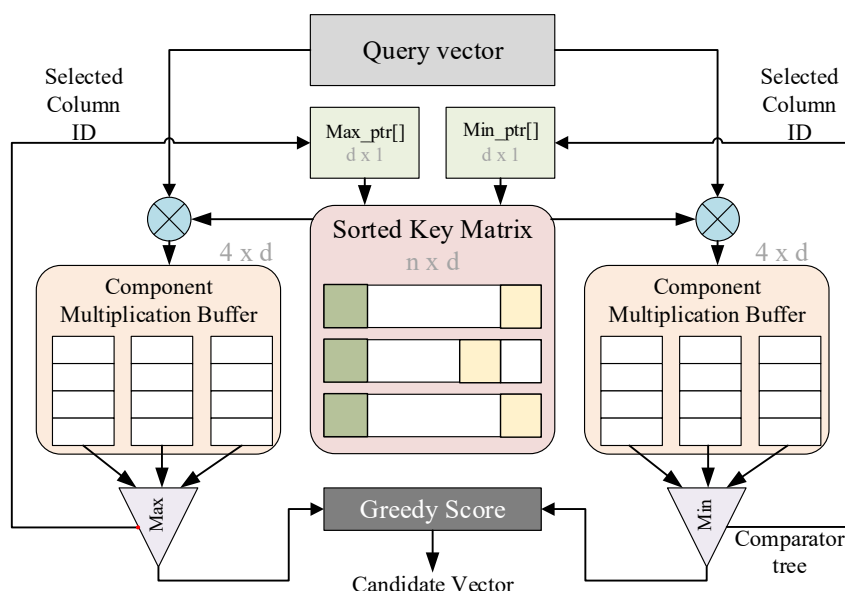 Query vector
Selected
Column
ID
Selected
Column
ID
Max_ptr[]
d x 1
Min_ptr[]
d x 1
Sorted Key Matrix
n x d
4 x d
4 x d
Component
Multiplication Buffer
Component
Multiplication Buffer
Max
Greedy Score
Min
Comparator
tree
Candidate Vector